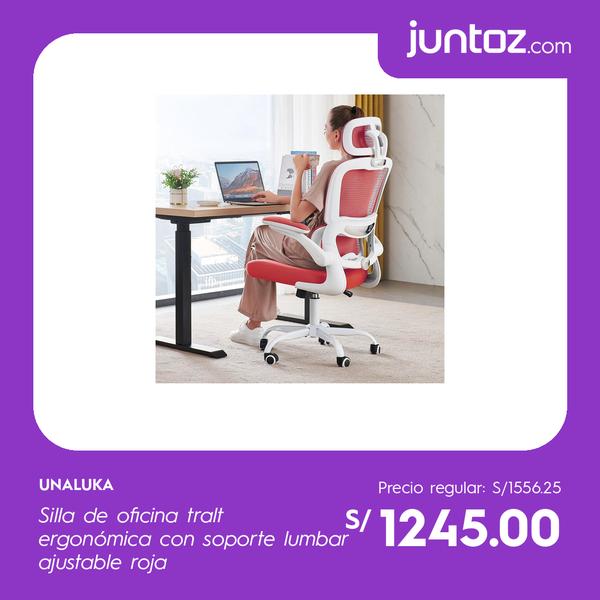 juntoz.com
UNALUKA
Silla de oficina tralt
ergonómica con soporte lumbar
ajustable roja
Precio regular: S/1556.25
S/ 1245.00